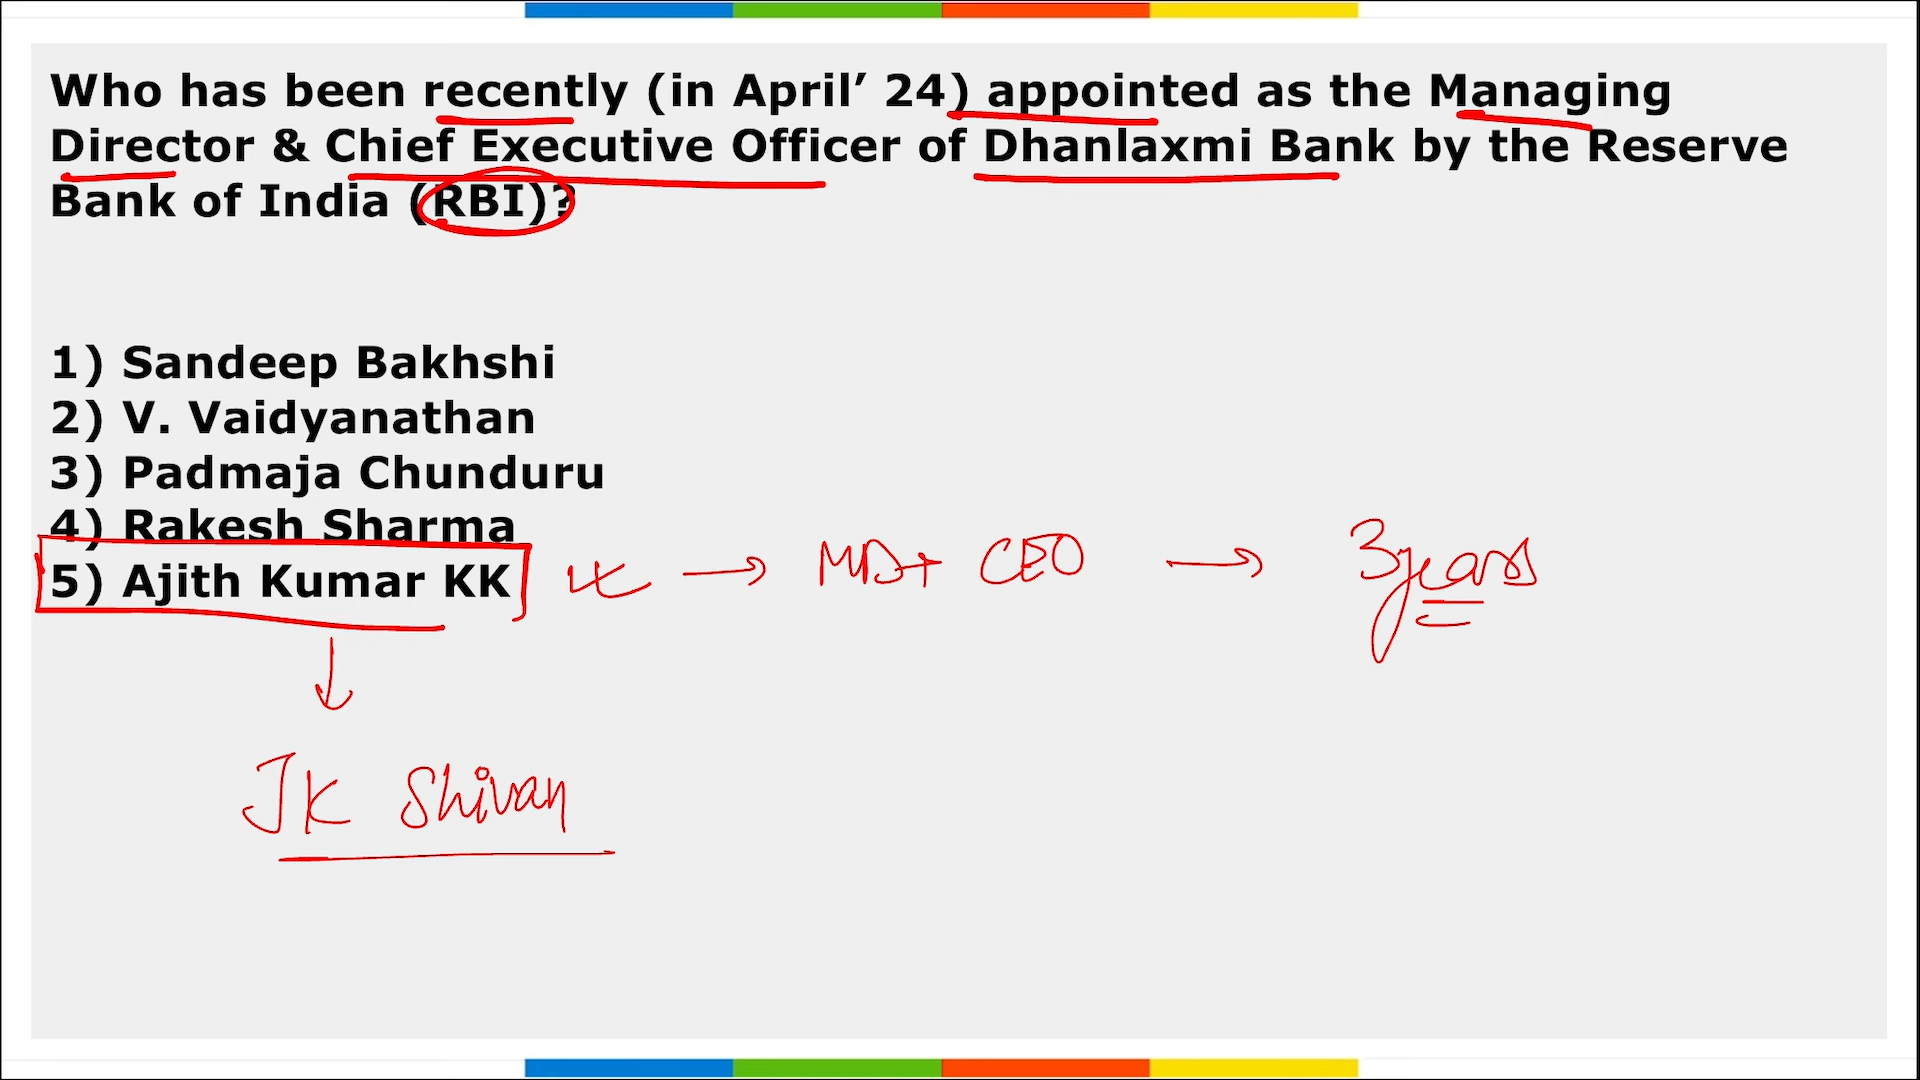 Who has been recently (in April’ 24) appointed as the Managing
Director & Chief Executive Officer of Dhanlaxmi Bank by the Reserve
Bank of India (RBI)?
1) Sandeep Bakhshi
2) V. Vaidyanathan
3) Padmaja Chunduru
4) Rakesh Sharma
5) Ajith Kumar KK → MD+ CEO → 3years
JK Shivan